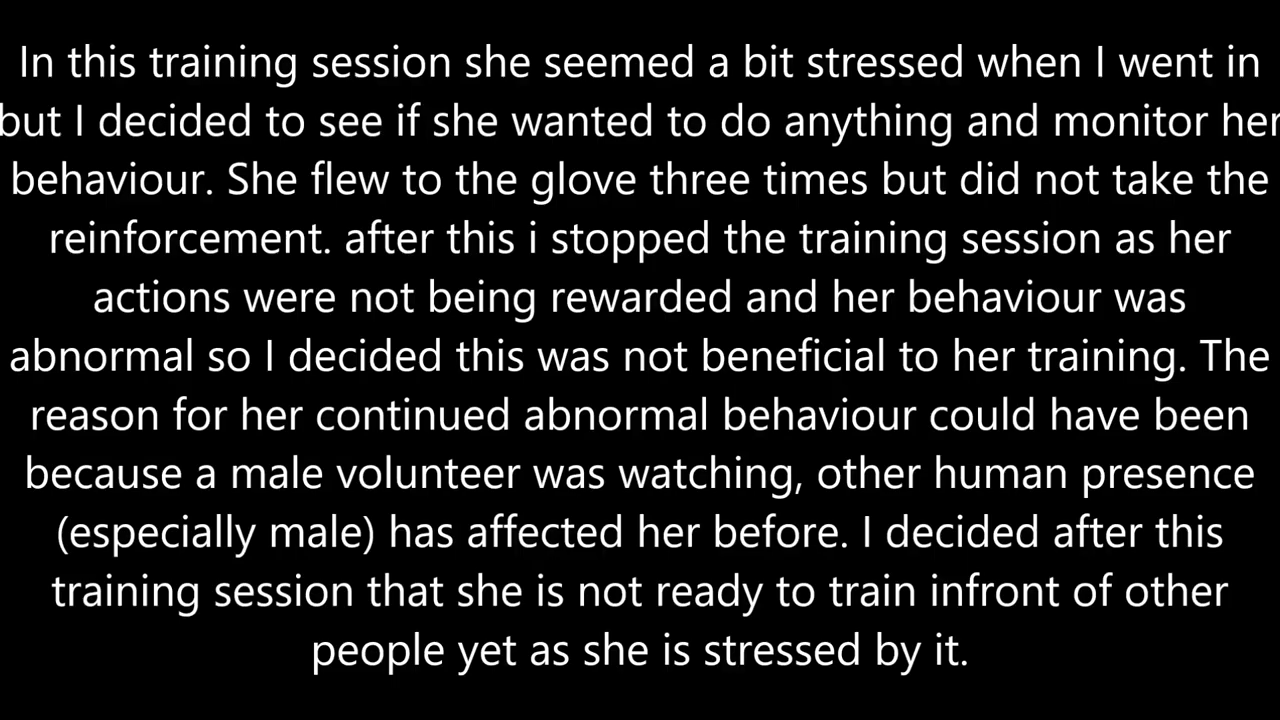 In this training session she seemed a bit stressed when I went in
but I decided to see if she wanted to do anything and monitor her
behaviour. She flew to the glove three times but did not take the
reinforcement. after this i stopped the training session as her
actions were not being rewarded and her behaviour was
abnormal so I decided this was not beneficial to her training. The
reason for her continued abnormal behaviour could have been
because a male volunteer was watching, other human presence
(especially male) has affected her before. I decided after this
training session that she is not ready to train infront of other
people yet as she is stressed by it.